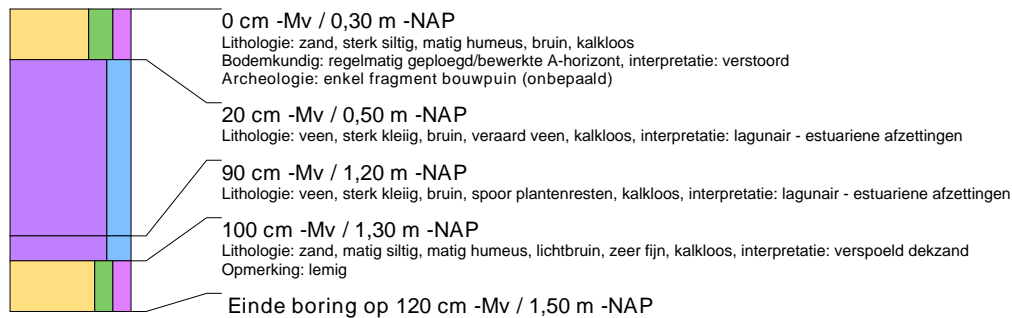 0 cm -Mv / 0,30 m -NAP
Lithologie: zand, sterk siltig, matig humeus, bruin, kalkloos
Bodemkundig: regelmatig geploegd/bewerkte A-horizont, interpretatie: verstoord
Archeologie: enkel fragment bouwpuin (onbepaald)
20 cm -Mv / 0,50 m -NAP
Lithologie: veen, sterk kleiig, bruin, veraard veen, kalkloos, interpretatie: lagunair - estuariene afzettingen
90 cm -Mv / 1,20 m -NAP
Lithologie: veen, sterk kleiig, bruin, spoor plantenresten, kalkloos, interpretatie: lagunair - estuariene afzettingen
100 cm -Mv / 1,30 m -NAP
Lithologie: zand, matig siltig, matig humeus, lichtbruin, zeer fijn, kalkloos, interpretatie: verspoeld dekzand
Opmerking: lemig
Einde boring op 120 cm -Mv / 1,50 m -NAP